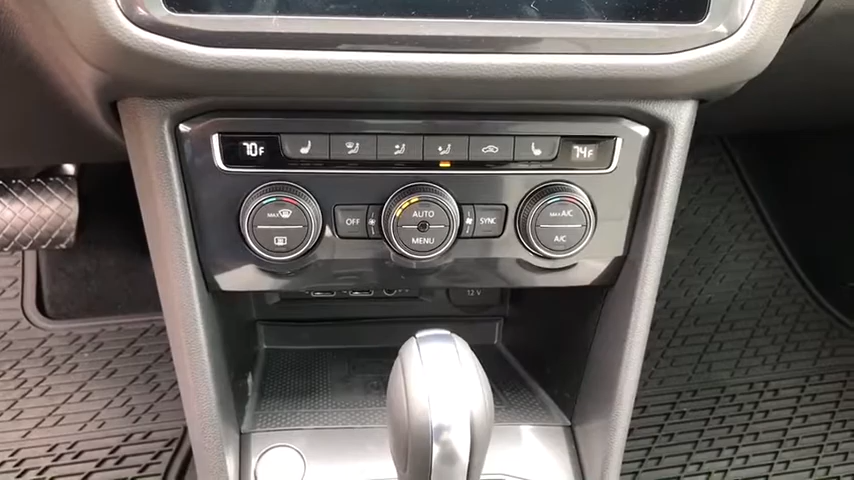 70F 74F
MAX AUTO MAX A/C
OFF SYNC
MENU A/C
12 V